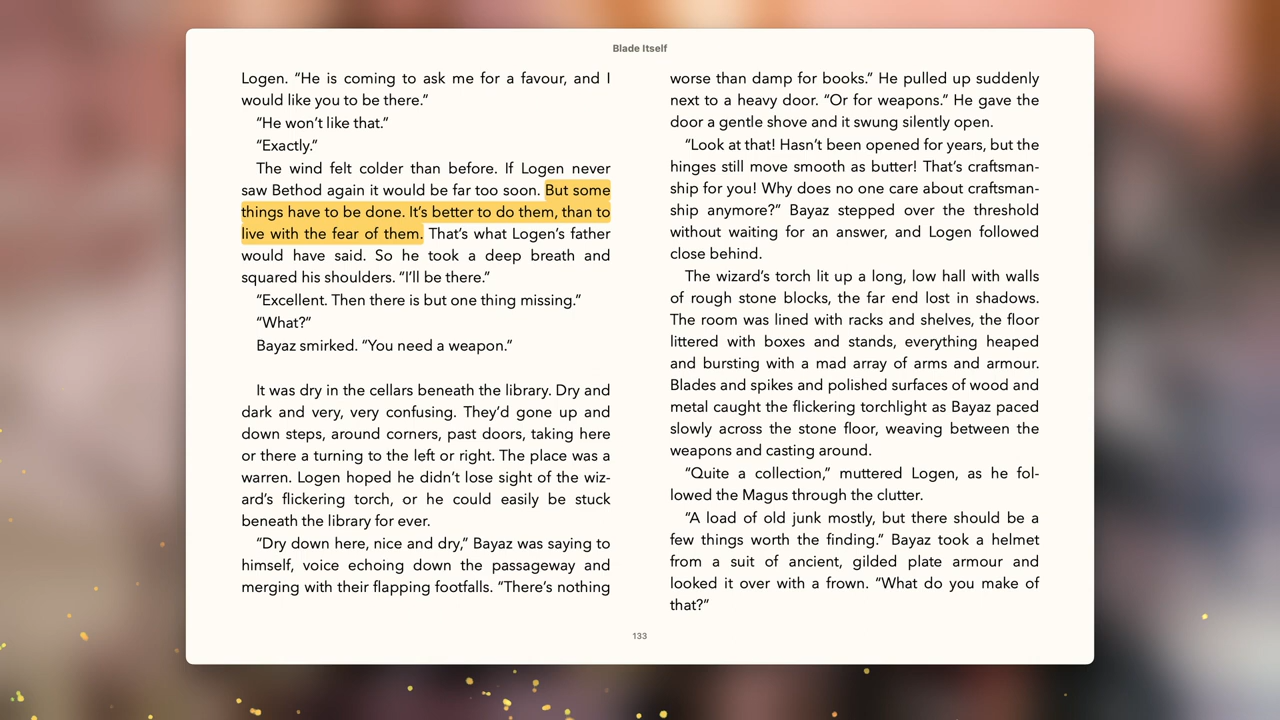 Blade Itself
Logen. “He is coming to ask me for a favour, and I
would like you to be there.”
“He won’t like that.”
“Exactly.”
The wind felt colder than before. If Logen never
saw Bethod again it would be far too soon. But some
things have to be done. It’s better to do them, than to
live with the fear of them. That’s what Logen’s father
would have said. So he took a deep breath and
squared his shoulders. “I’ll be there.”
“Excellent. Then there is but one thing missing.”
“What?”
Bayaz smirked. “You need a weapon.”
It was dry in the cellars beneath the library. Dry and
dark and very, very confusing. They’d gone up and
down steps, around corners, past doors, taking here
or there a turning to the left or right. The place was a
warren. Logen hoped he didn’t lose sight of the wiz-
ard’s flickering torch, or he could easily be stuck
beneath the library for ever.
“Dry down here, nice and dry,” Bayaz was saying to
himself, voice echoing down the passageway and
merging with their flapping footfalls. “There’s nothing
worse than damp for books.” He pulled up suddenly
next to a heavy door. “Or for weapons.” He gave the
door a gentle shove and it swung silently open.
“Look at that! Hasn’t been opened for years, but the
hinges still move smooth as butter! That’s craftsman-
ship for you! Why does no one care about craftsman-
ship anymore?” Bayaz stepped over the threshold
without waiting for an answer, and Logen followed
close behind.
The wizard’s torch lit up a long, low hall with walls
of rough stone blocks, the far end lost in shadows.
The room was lined with racks and shelves, the floor
littered with boxes and stands, everything heaped
and bursting with a mad array of arms and armour.
Blades and spikes and polished surfaces of wood and
metal caught the flickering torchlight as Bayaz paced
slowly across the stone floor, weaving between the
weapons and casting around.
“Quite a collection,” muttered Logen, as he fol-
lowed the Magus through the clutter.
“A load of old junk mostly, but there should be a
few things worth the finding.” Bayaz took a helmet
from a suit of ancient, gilded plate armour and
looked it over with a frown. “What do you make of
that?”
133